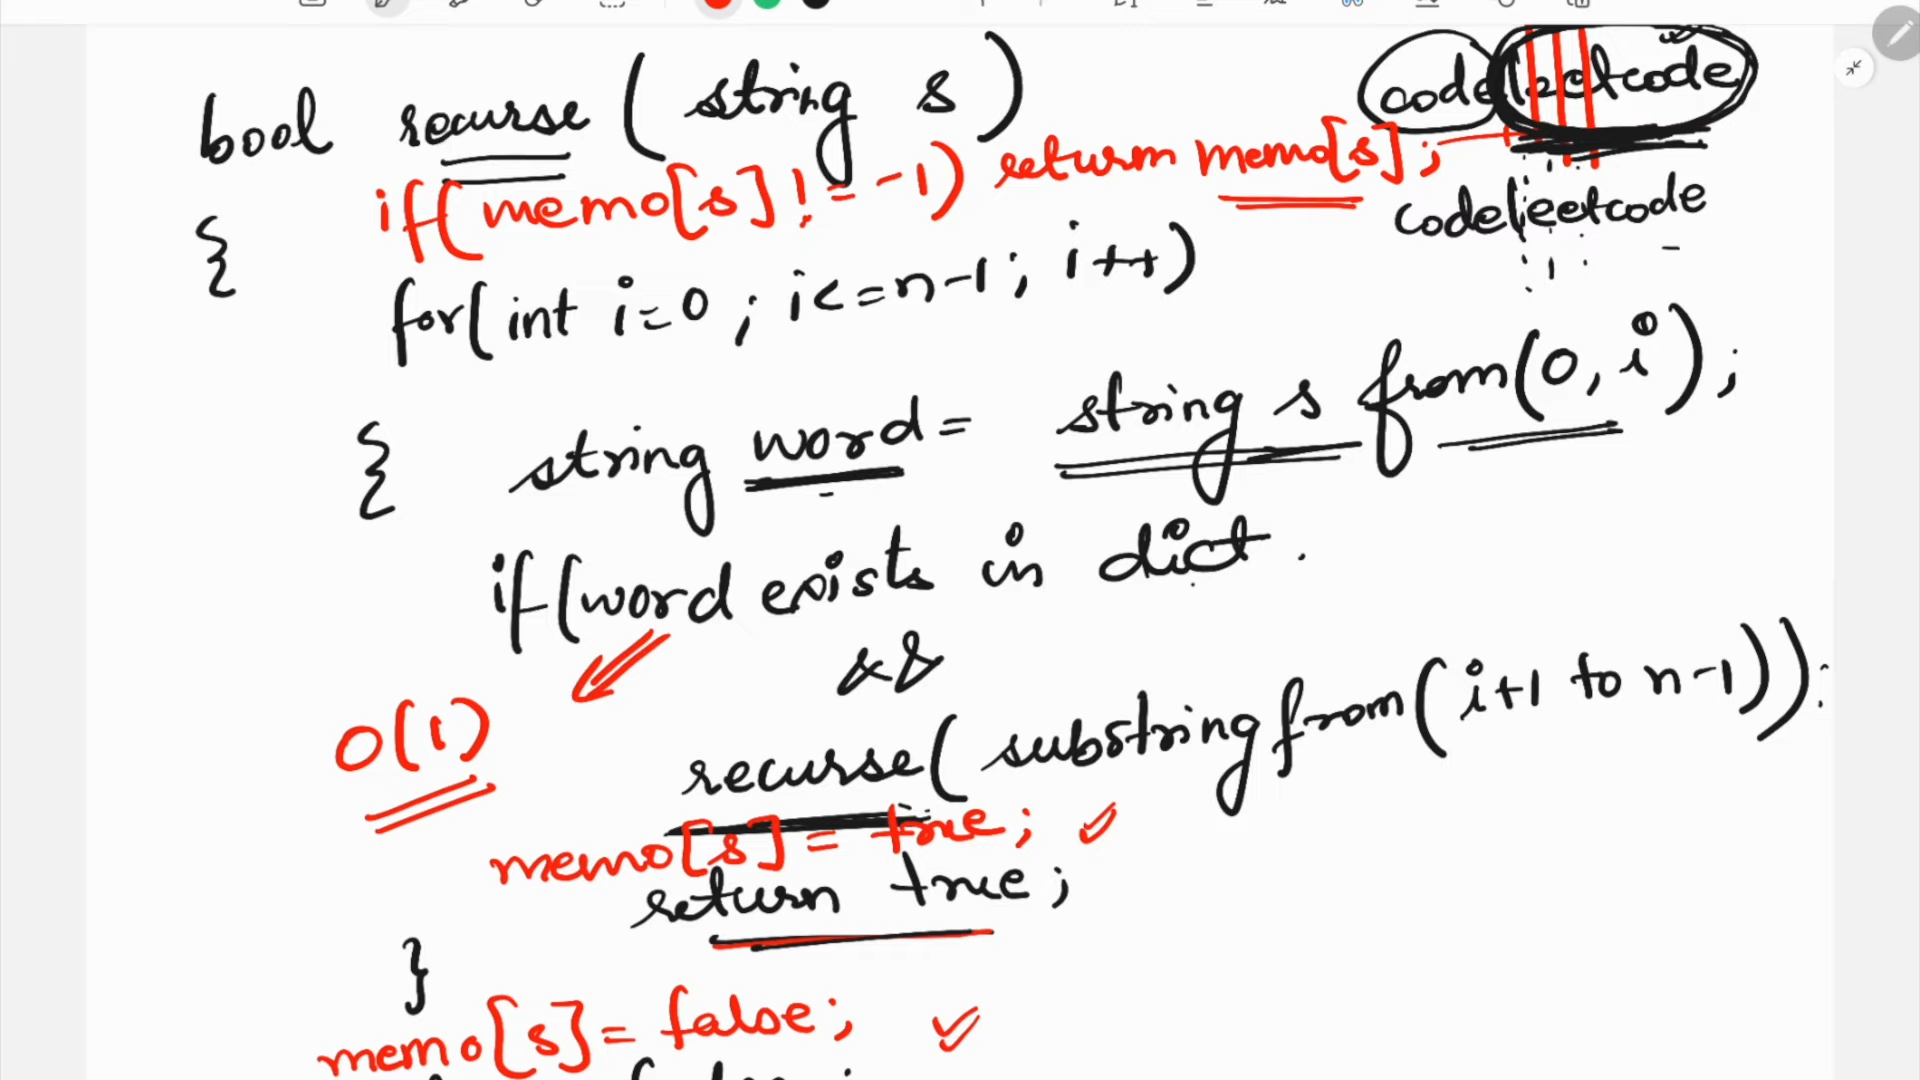 bool recurse ( string s )
codeleetcode
if( memo[s] != -1) return memo[s];
codeleetcode
{
for( int i=0 ; i<=n-1 ; i++)
{ string word = string s from(0, i) ;
if( word exists in dict.
&&
O(1)
recurse( substring from( i+1 to n-1)) :
memo[s] = true;
return true ;
}
memo[s] = false;